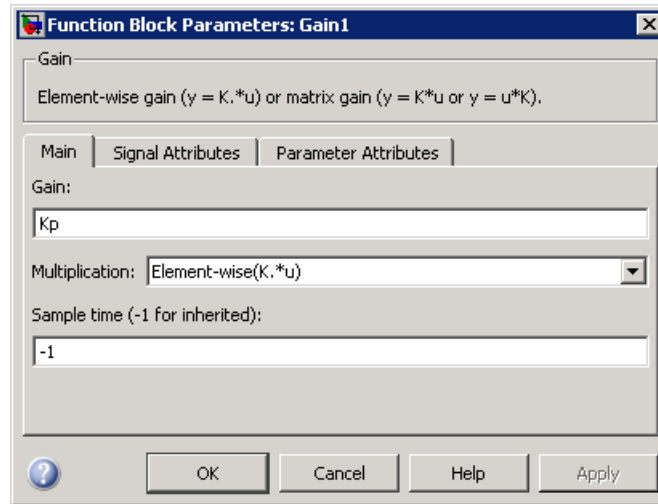 Function Block Parameters: Gain1
Gain
Element-wise gain (y = K.*u) or matrix gain (y = K*u or y = u*K).
Main Signal Attributes Parameter Attributes
Gain:
Kp
Multiplication: Element-wise(K.*u)
Sample time (-1 for inherited):
-1
? OK Cancel Help Apply